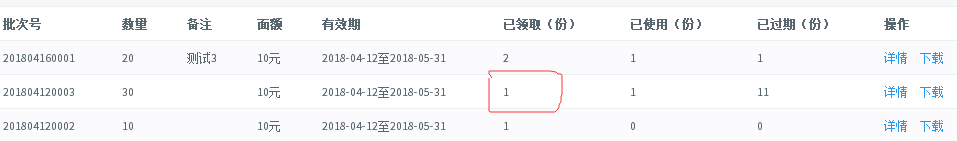 批次号 数量 备注 面额 有效期 已领取（份） 已使用（份） 已过期（份） 操作
201804160001 20 测试3 10元 2018-04-12至2018-05-31 2 1 1 详情 下载
201804120003 30 10元 2018-04-12至2018-05-31 1 1 11 详情 下载
201804120002 10 10元 2018-04-12至2018-05-31 1 0 0 详情 下载